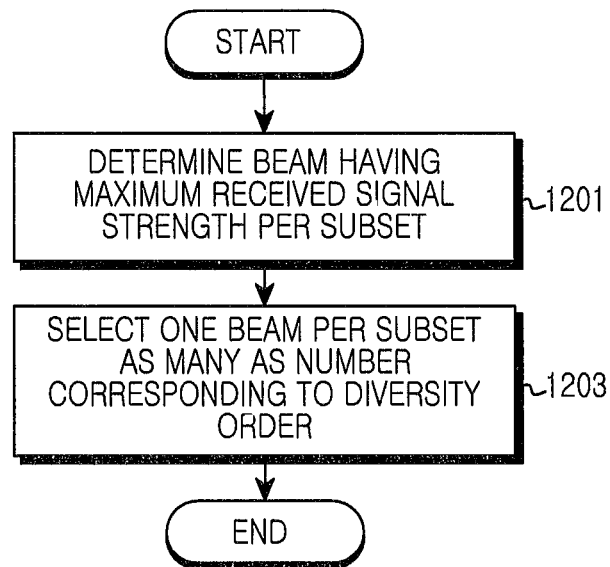 START
DETERMINE BEAM HAVING
MAXIMUM RECEIVED SIGNAL
STRENGTH PER SUBSET
1201
SELECT ONE BEAM PER SUBSET
AS MANY AS NUMBER
CORRESPONDING TO DIVERSITY
ORDER
1203
END